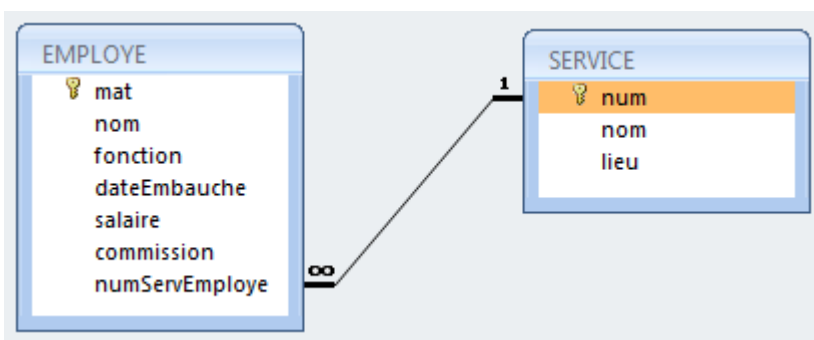 EMPLOYE
mat
nom
fonction
dateEmbauche
salaire
commission
numServEmploye
∞
1
SERVICE
num
nom
lieu